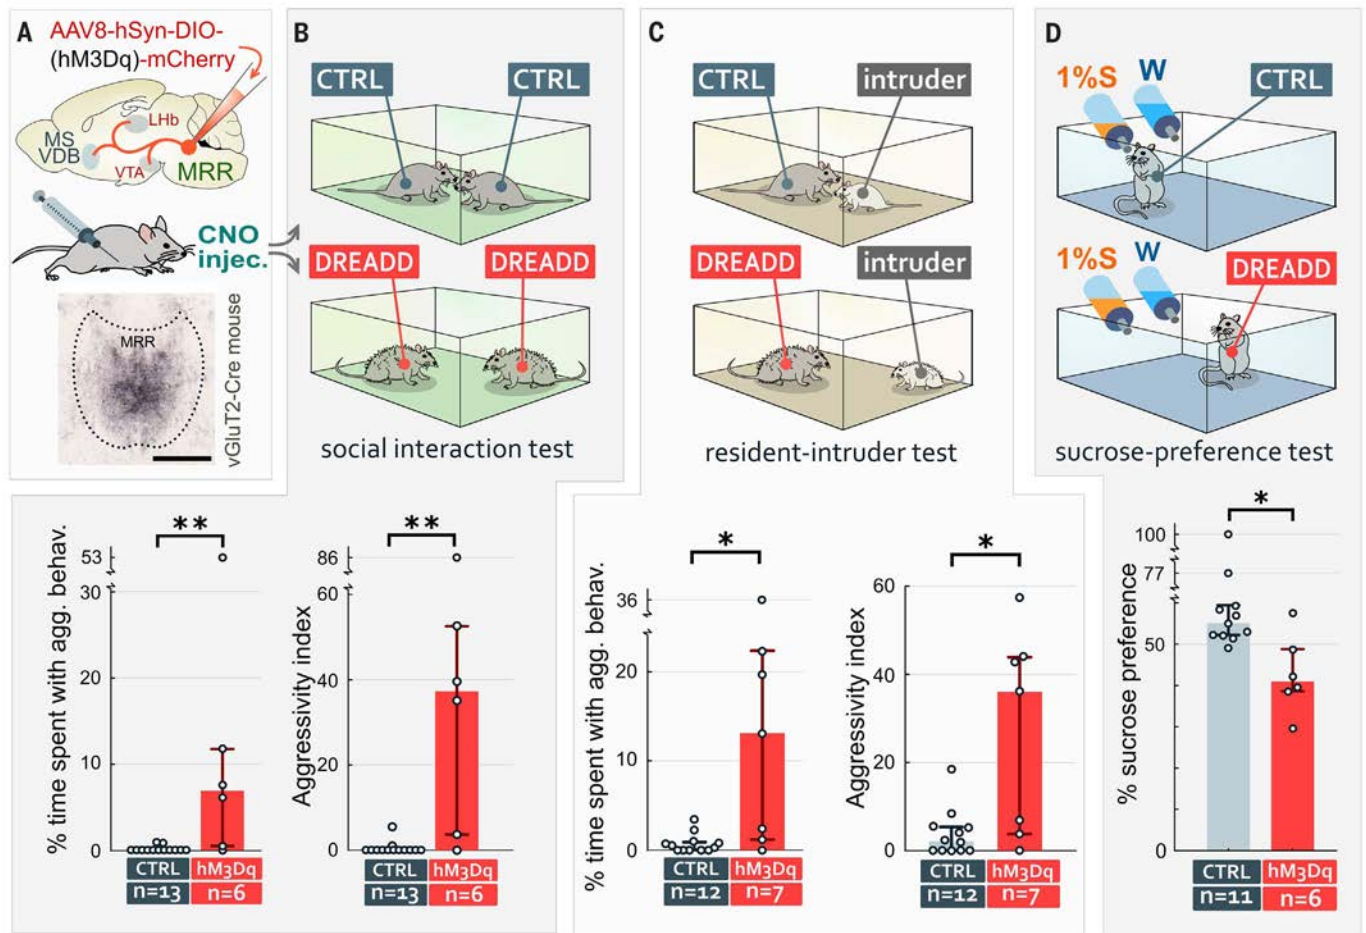 A
AAV8-hSyn-DIO-
(hM3Dq)-mCherry
LHb
MS
VDB
VTA
MRR
CNO
injec.
MRR
vGluT2-Cre mouse
B
CTRL
CTRL
DREADD
DREADD
social interaction test
C
CTRL
intruder
DREADD
intruder
resident-intruder test
D
1%S
W
CTRL
1%S
W
DREADD
sucrose-preference test
% time spent with agg. behav.
**
53
30
20
10
0
CTRL
hM3Dq
n=13
n=6
Aggressivity index
**
86
60
40
20
0
CTRL
hM3Dq
n=13
n=6
% time spent with agg. behav.
*
36
20
10
0
CTRL
hM3Dq
n=12
n=7
Aggressivity index
*
60
40
20
0
CTRL
hM3Dq
n=12
n=7
% sucrose preference
*
100
77
50
0
CTRL
hM3Dq
n=11
n=6